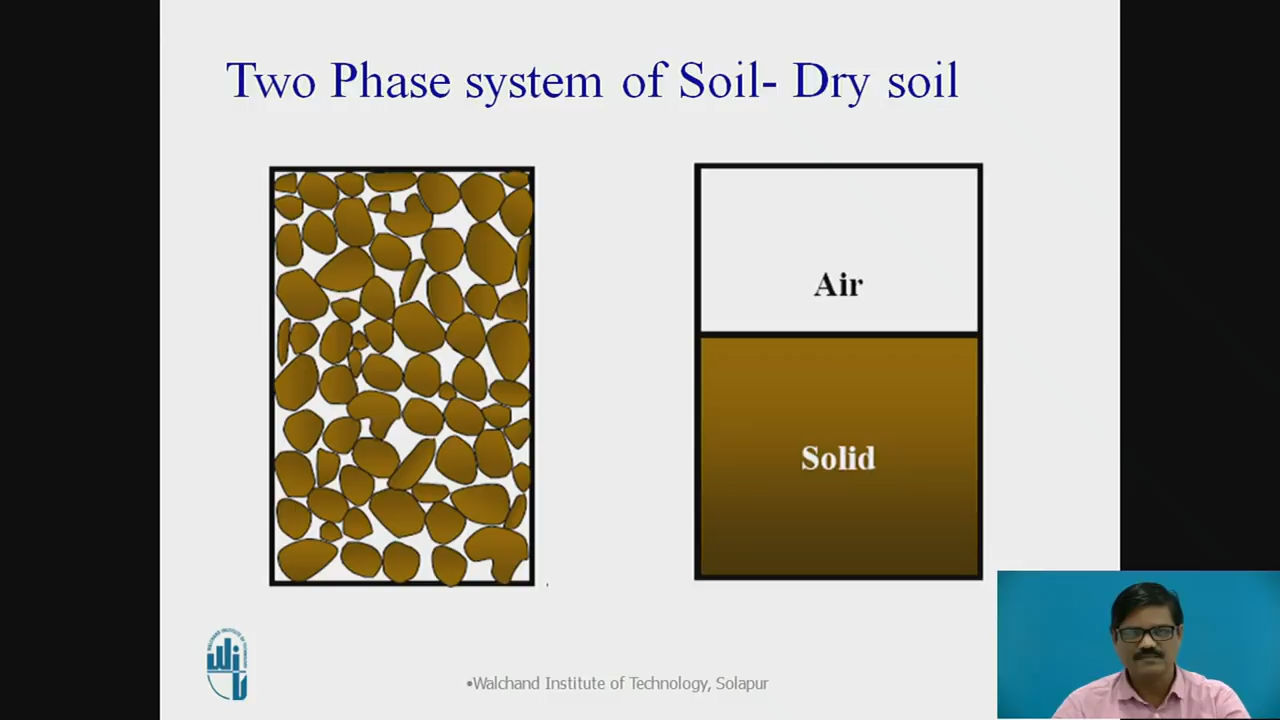 Two Phase system of Soil- Dry soil
Air
Solid
•Walchand Institute of Technology, Solapur